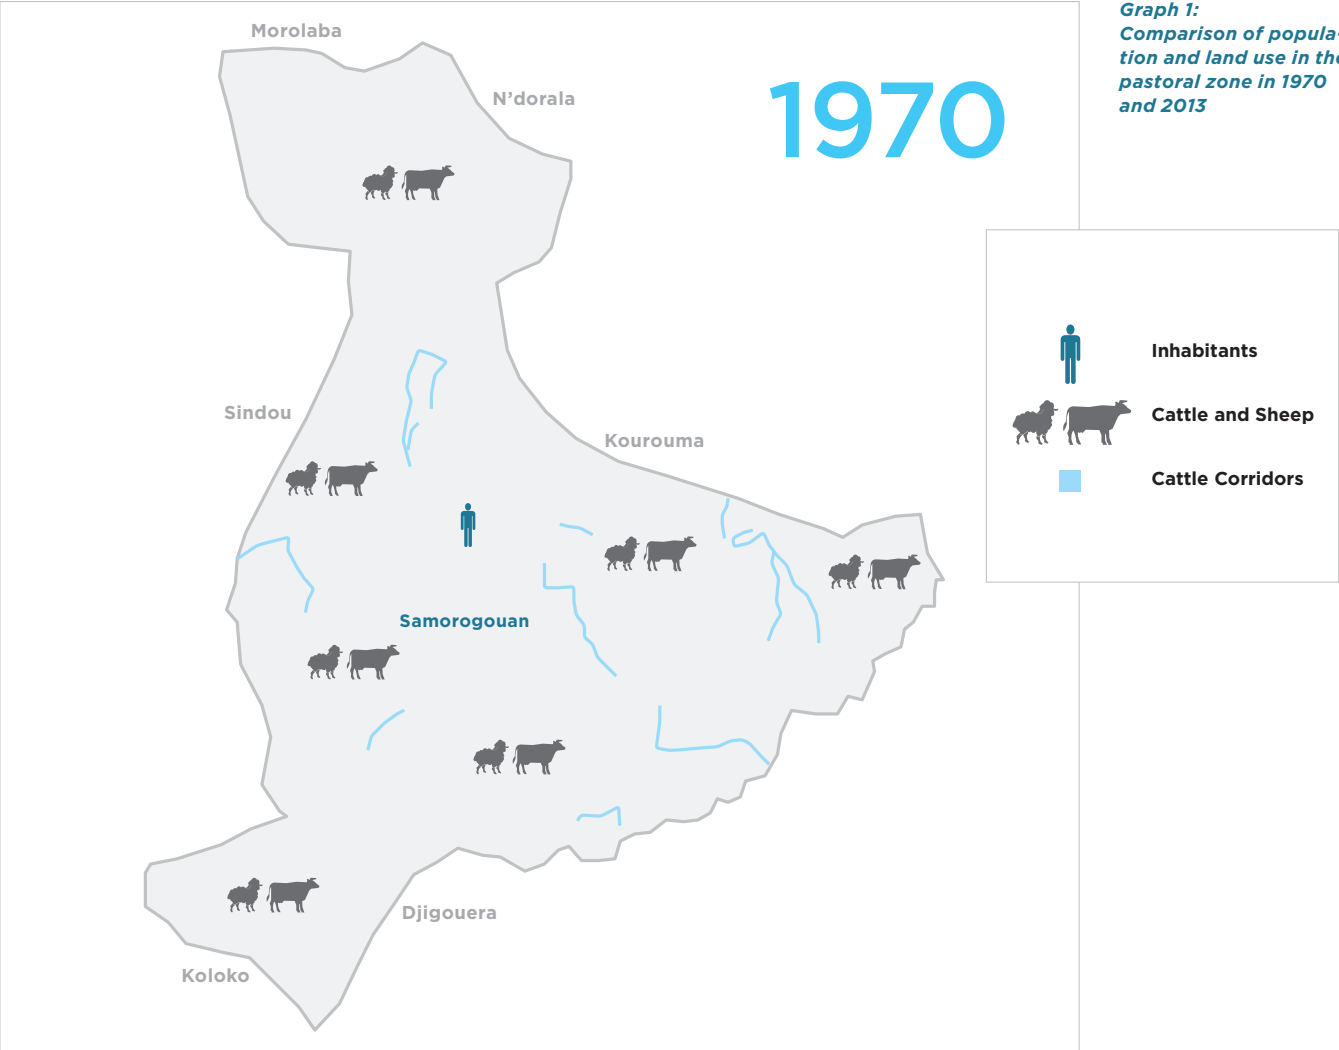 Morolaba
N’dorala
1970
Graph 1:
Comparison of popula-
tion and land use in the
pastoral zone in 1970
and 2013
Inhabitants
Cattle and Sheep
Cattle Corridors
Sindou
Kourouma
Samorogouan
Djigouera
Koloko